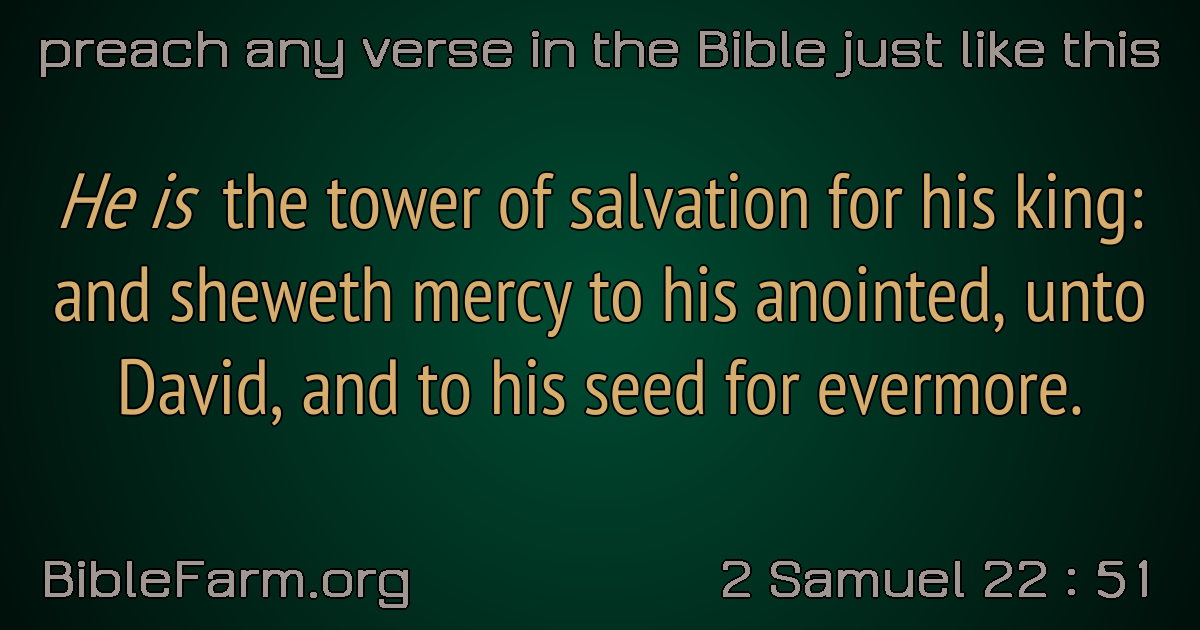 preach any verse in the Bible just like this
He is the tower of salvation for his king:
and sheweth mercy to his anointed, unto
David, and to his seed for evermore.
BibleFarm.org
2 Samuel 22 : 51